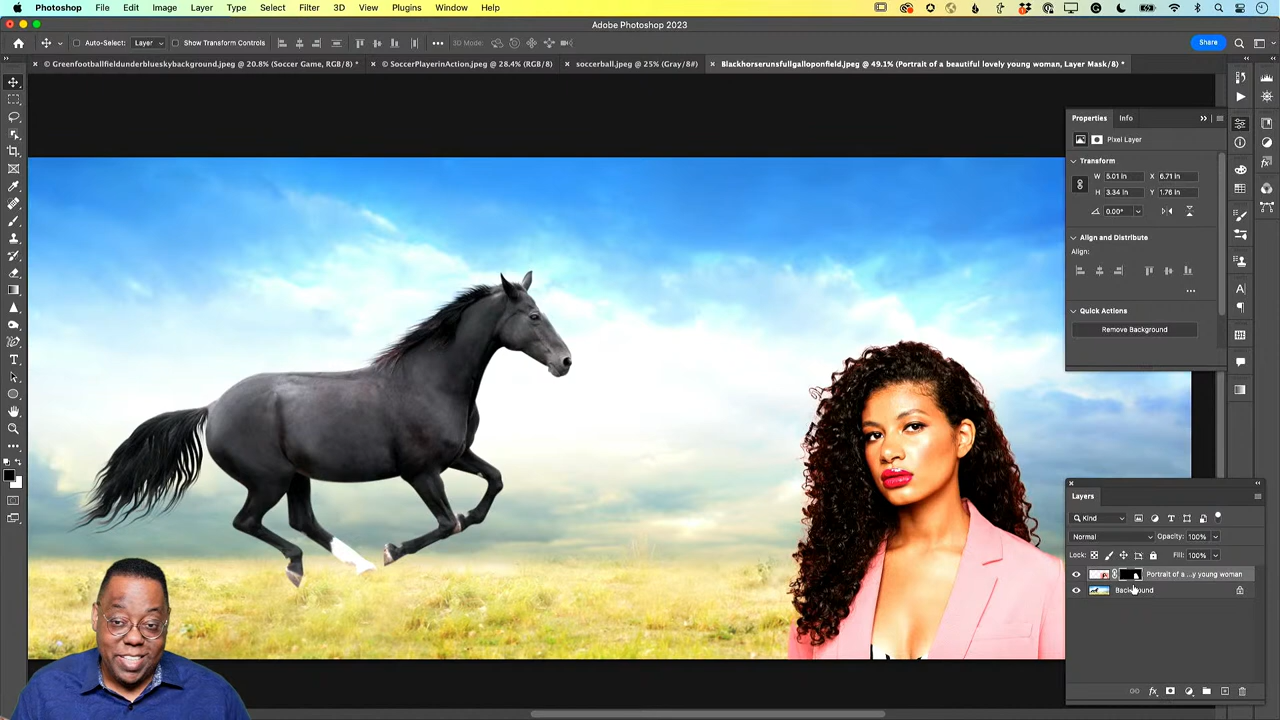 Photoshop File Edit Image Layer Type Select Filter 3D View Plugins Window Help
Adobe Photoshop 2023
Auto-Select: Layer Show Transform Controls ••• 3D Mode: Share
× © Greenfootballfieldunderblueskybackground.jpeg @ 20.8% (Soccer Game, RGB/8) * × © SoccerPlayerinAction.jpeg @ 28.4% (RGB/8) × soccerball.jpeg @ 25% (Gray/8#) × Blackhorserunsfullgalloponfield.jpeg @ 49.1% (Portrait of a beautiful lovely young woman, Layer Mask/8) *
Properties Info
Pixel Layer
Transform
W 5.01 in X 6.71 in
H 3.34 in Y 1.76 in
0.00°
Align and Distribute
Align:
•••
Quick Actions
Remove Background
Layers
Kind
Normal Opacity: 100%
Lock: Fill: 100%
Portrait of a ...y young woman
Background
fx